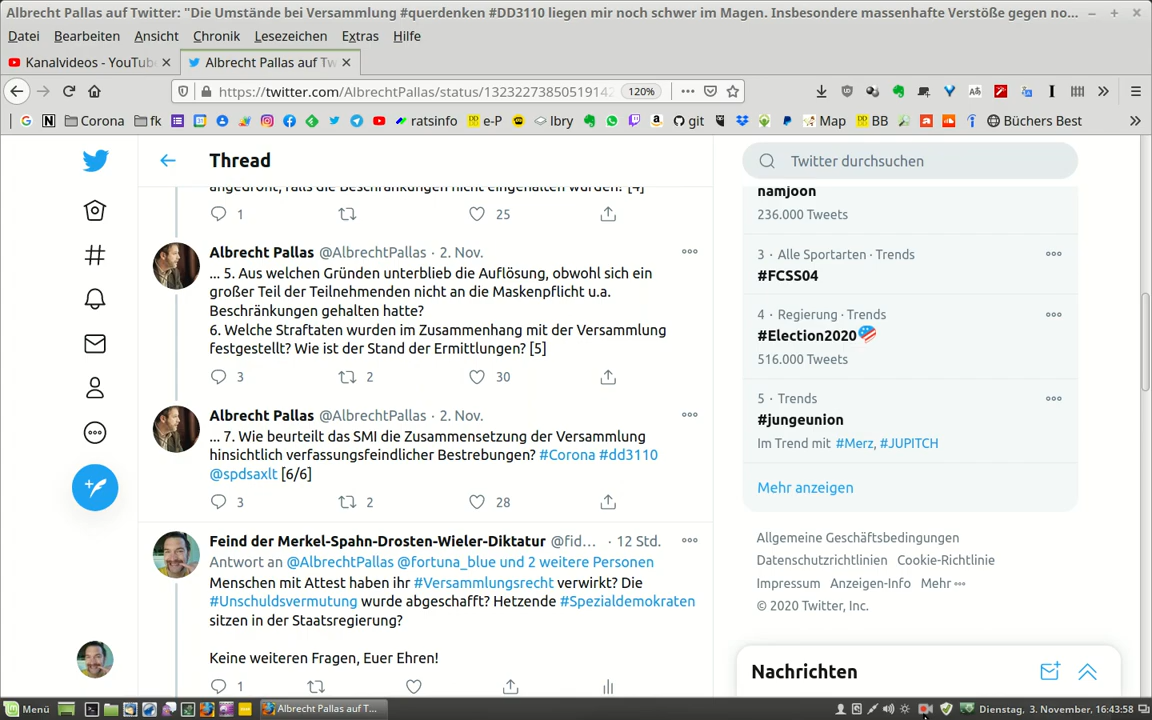 Albrecht Pallas auf Twitter: "Die Umstände bei Versammlung #querdenken #DD3110 liegen mir noch schwer im Magen. Insbesondere massenhafte Verstöße gegen no...
Datei Bearbeiten Ansicht Chronik Lesezeichen Extras Hilfe
Kanalvideos - YouTube
Albrecht Pallas auf Tw
https://twitter.com/AlbrechtPallas/status/1323227385051914
120%
Corona fk ratsinfo e-P lbry git Map BB Büchers Best
Thread
angedroht, falls die Beschränkungen nicht eingehalten wurden? [4]
1 25
Albrecht Pallas @AlbrechtPallas · 2. Nov.
... 5. Aus welchen Gründen unterblieb die Auflösung, obwohl sich ein
großer Teil der Teilnehmenden nicht an die Maskenpflicht u.a.
Beschränkungen gehalten hatte?
6. Welche Straftaten wurden im Zusammenhang mit der Versammlung
festgestellt? Wie ist der Stand der Ermittlungen? [5]
3 2 30
Albrecht Pallas @AlbrechtPallas · 2. Nov.
... 7. Wie beurteilt das SMI die Zusammensetzung der Versammlung
hinsichtlich verfassungsfeindlicher Bestrebungen? #Corona #dd3110
@spdsaxlt [6/6]
3 2 28
Feind der Merkel-Spahn-Drosten-Wieler-Diktatur @fid... · 12 Std.
Antwort an @AlbrechtPallas @fortuna_blue und 2 weitere Personen
Menschen mit Attest haben ihr #Versammlungsrecht verwirkt? Die
#Unschuldsvermutung wurde abgeschafft? Hetzende #Spezialdemokraten
sitzen in der Staatsregierung?
Keine weiteren Fragen, Euer Ehren!
1
Twitter durchsuchen
namjoon
236.000 Tweets
3 · Alle Sportarten · Trends
#FCSS04
4 · Regierung · Trends
#Election2020
516.000 Tweets
5 · Trends
#jungeunion
Im Trend mit #Merz, #JUPITCH
Mehr anzeigen
Allgemeine Geschäftsbedingungen
Datenschutzrichtlinien Cookie-Richtlinie
Impressum Anzeigen-Info Mehr
© 2020 Twitter, Inc.
Nachrichten
Menü
Albrecht Pallas auf T...
Dienstag, 3. November, 16:43:58